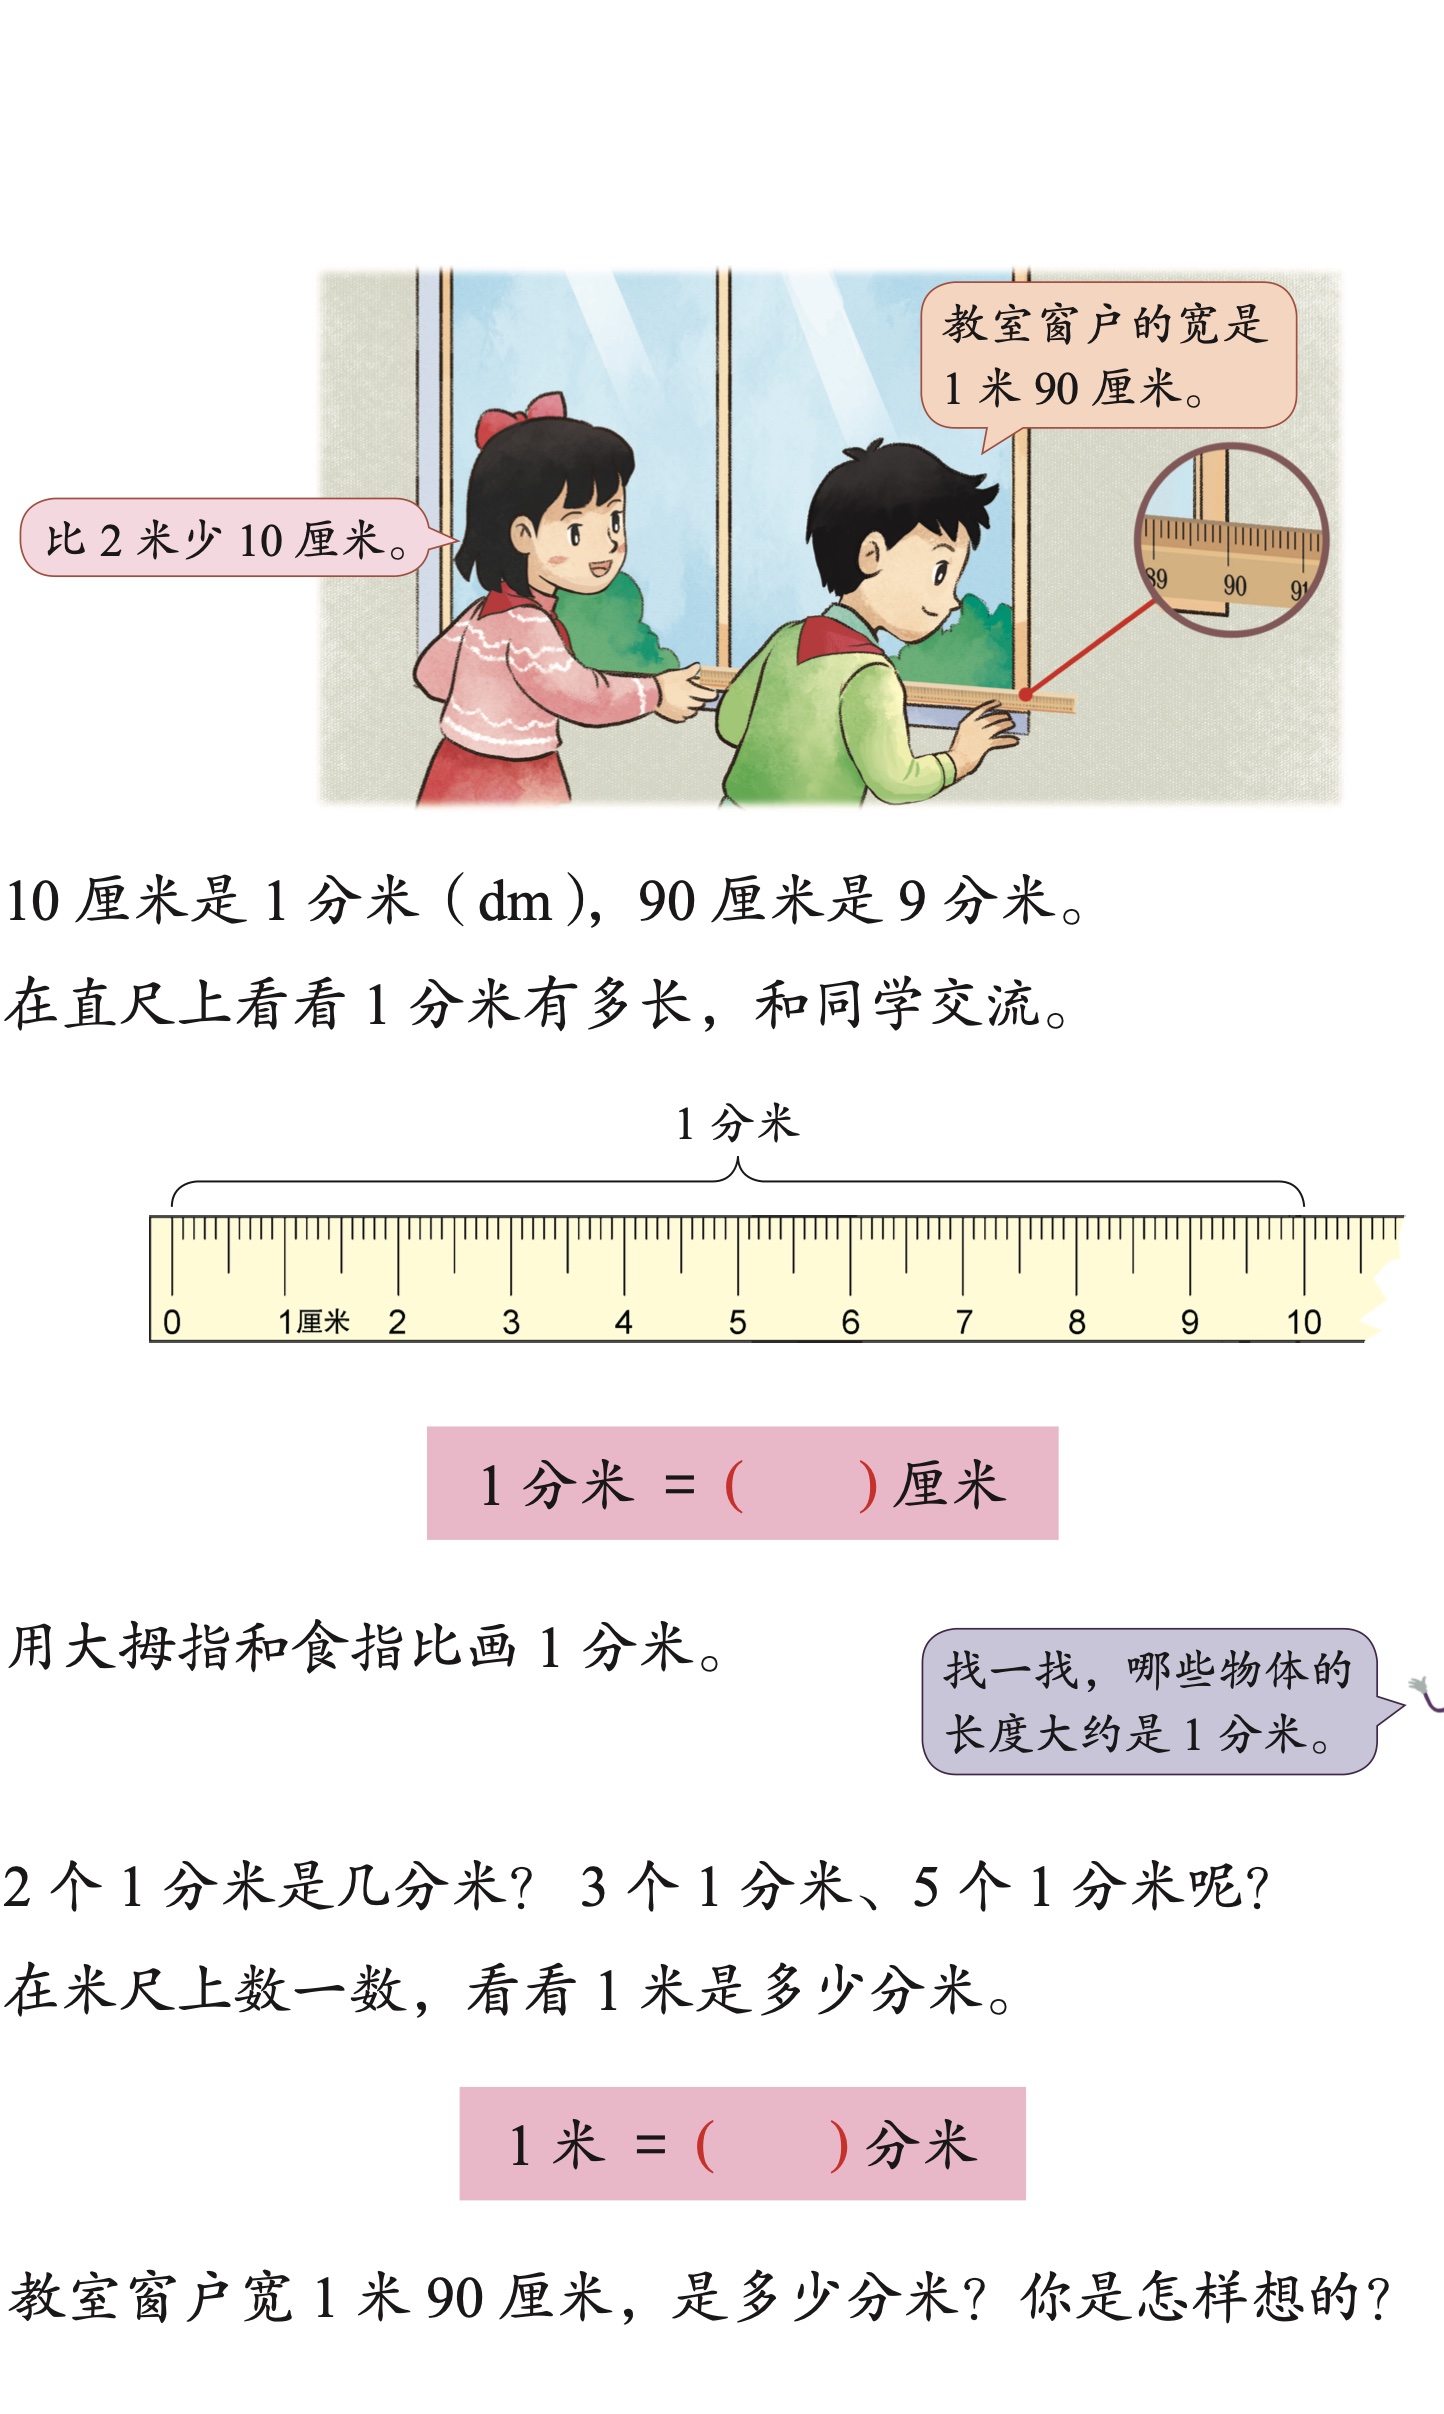 教室窗户的宽是
1 米 90 厘米。
比 2 米少 10 厘米。
89 90 91
10 厘米是 1 分米（dm），90 厘米是 9 分米。
在直尺上看看 1 分米有多长，和同学交流。
1 分米
0 1厘米 2 3 4 5 6 7 8 9 10
1 分米 = (　　) 厘米
用大拇指和食指比画 1 分米。
找一找，哪些物体的
长度大约是 1 分米。
2 个 1 分米是几分米？ 3 个 1 分米、5 个 1 分米呢？
在米尺上数一数，看看 1 米是多少分米。
1 米 = (　　) 分米
教室窗户宽 1 米 90 厘米，是多少分米？你是怎样想的？